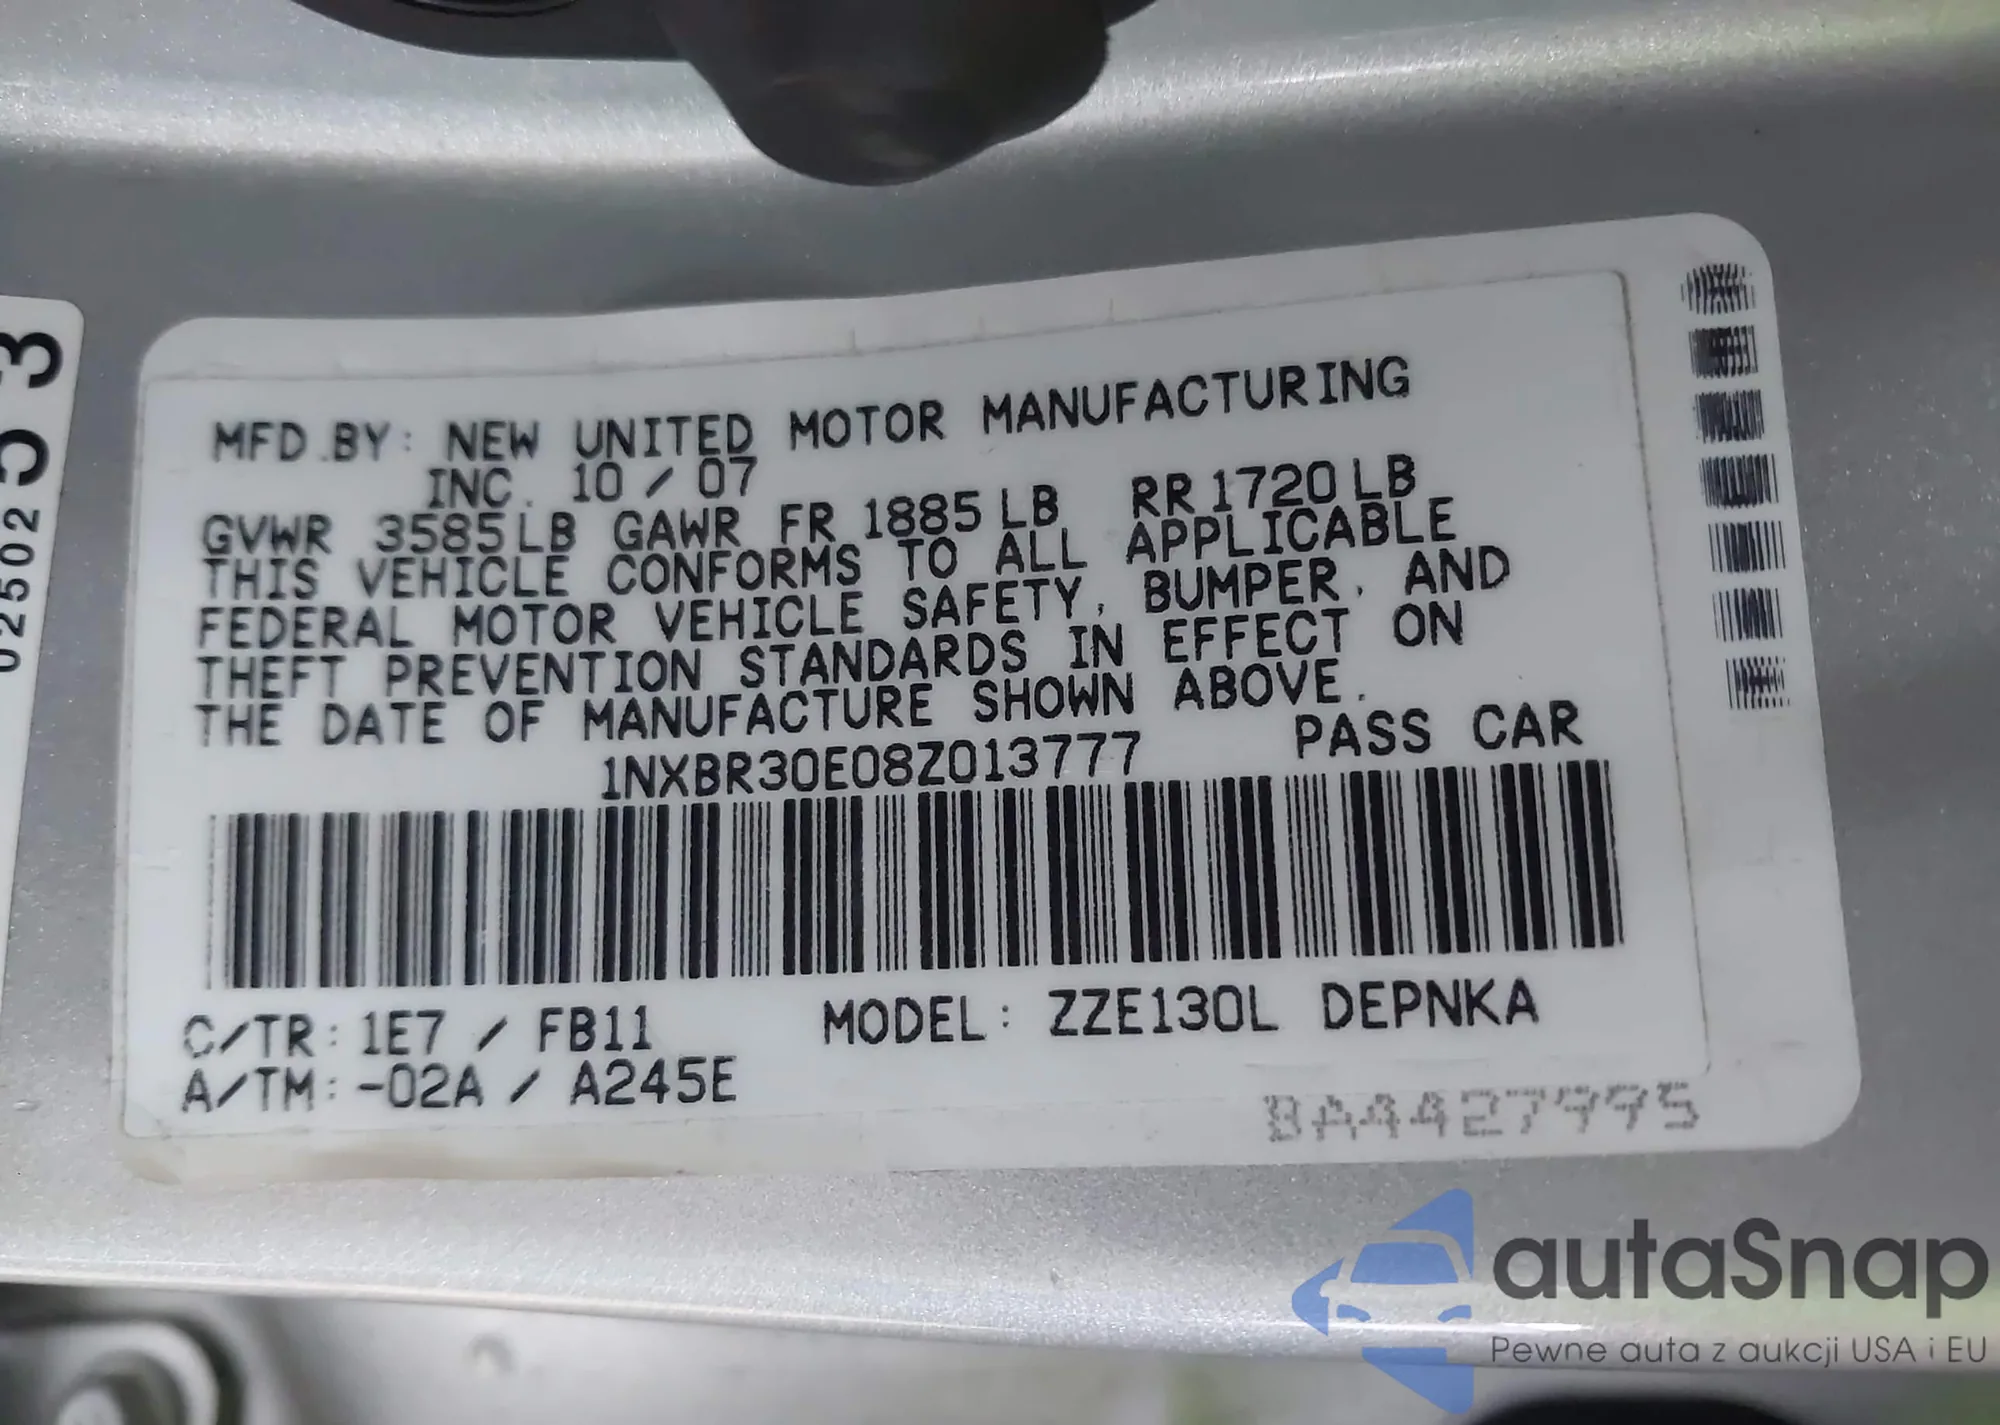 53
02502
MFD.BY: NEW UNITED MOTOR MANUFACTURING
INC. 10 / 07
GVWR 3585LB GAWR FR 1885LB RR 1720LB
THIS VEHICLE CONFORMS TO ALL APPLICABLE
FEDERAL MOTOR VEHICLE SAFETY, BUMPER, AND
THEFT PREVENTION STANDARDS IN EFFECT ON
THE DATE OF MANUFACTURE SHOWN ABOVE.
1NXBR30E08Z013777 PASS CAR
C/TR: 1E7 / FB11 MODEL: ZZE130L DEPNKA
A/TM: -02A / A245E
BA4427995
autaSnap
Pewne auta z aukcji USA i EU